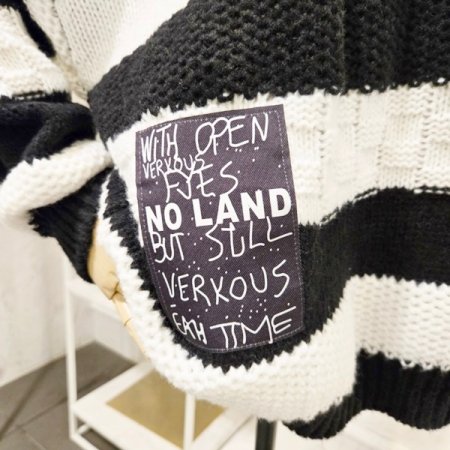 WITH OPEN
VERKOUS
EYES
NO LAND
BUT STILL
VERKOUS
EACH TIME